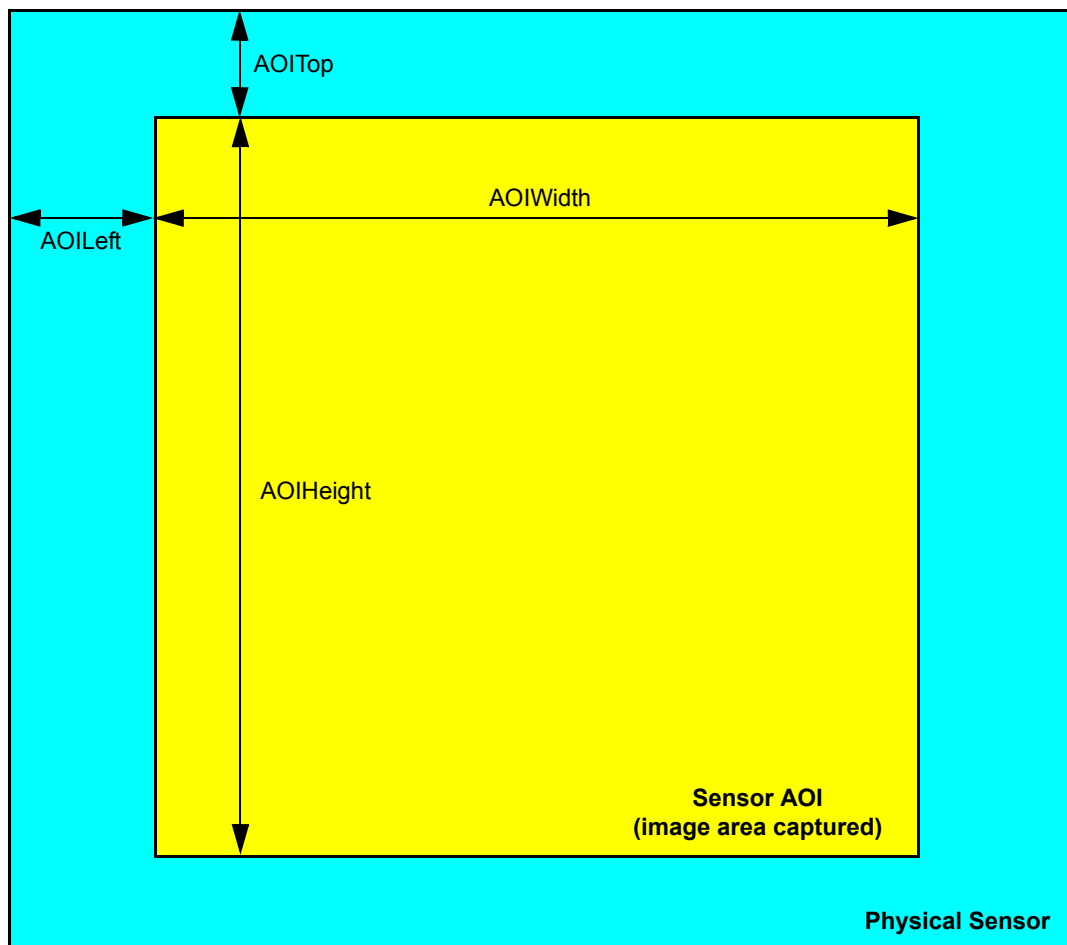 AOITop
AOIWidth
AOILeft
AOIHeight
Sensor AOI
(image area captured)
Physical Sensor